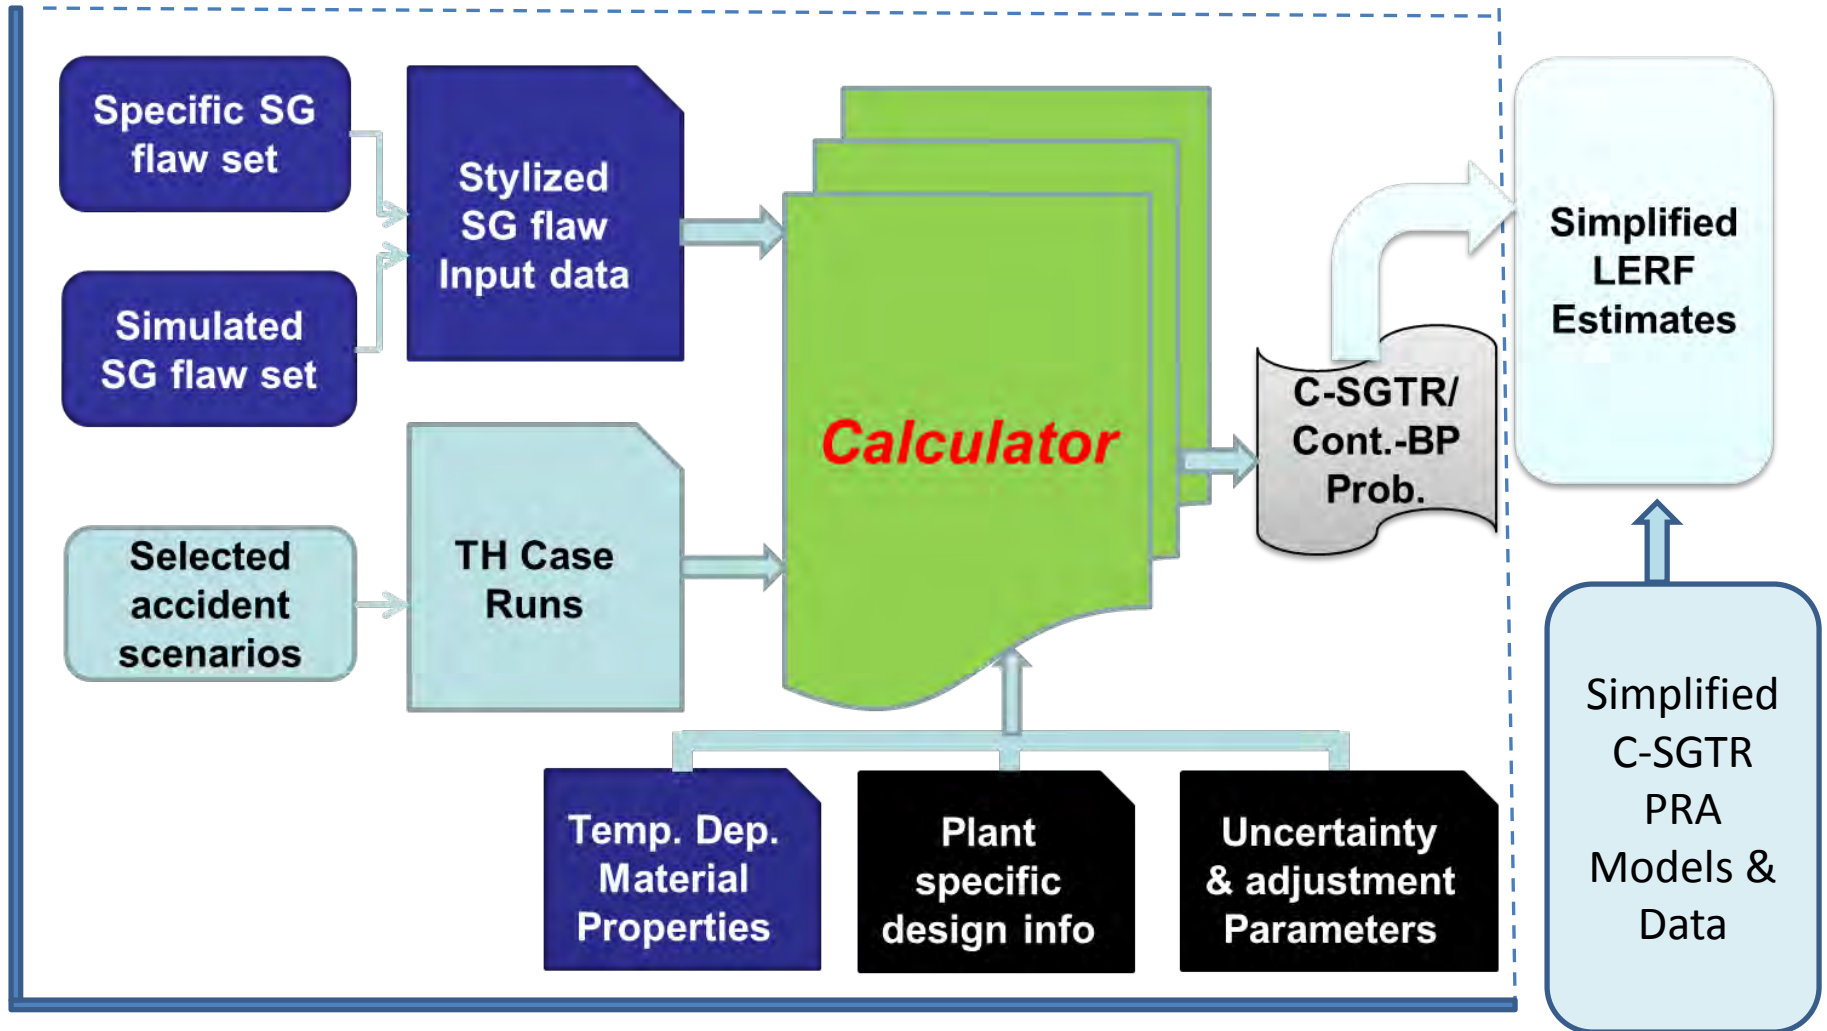 Specific SG
flaw set
Simulated
SG flaw set
Selected
accident
scenarios
Stylized
SG flaw
Input data
TH Case
Runs
Calculator
Temp. Dep.
Material
Properties
Plant
specific
design info
Uncertainty
& adjustment
Parameters
C-SGTR/
Cont.-BP
Prob.
Simplified
LERF
Estimates
Simplified
C-SGTR
PRA
Models &
Data